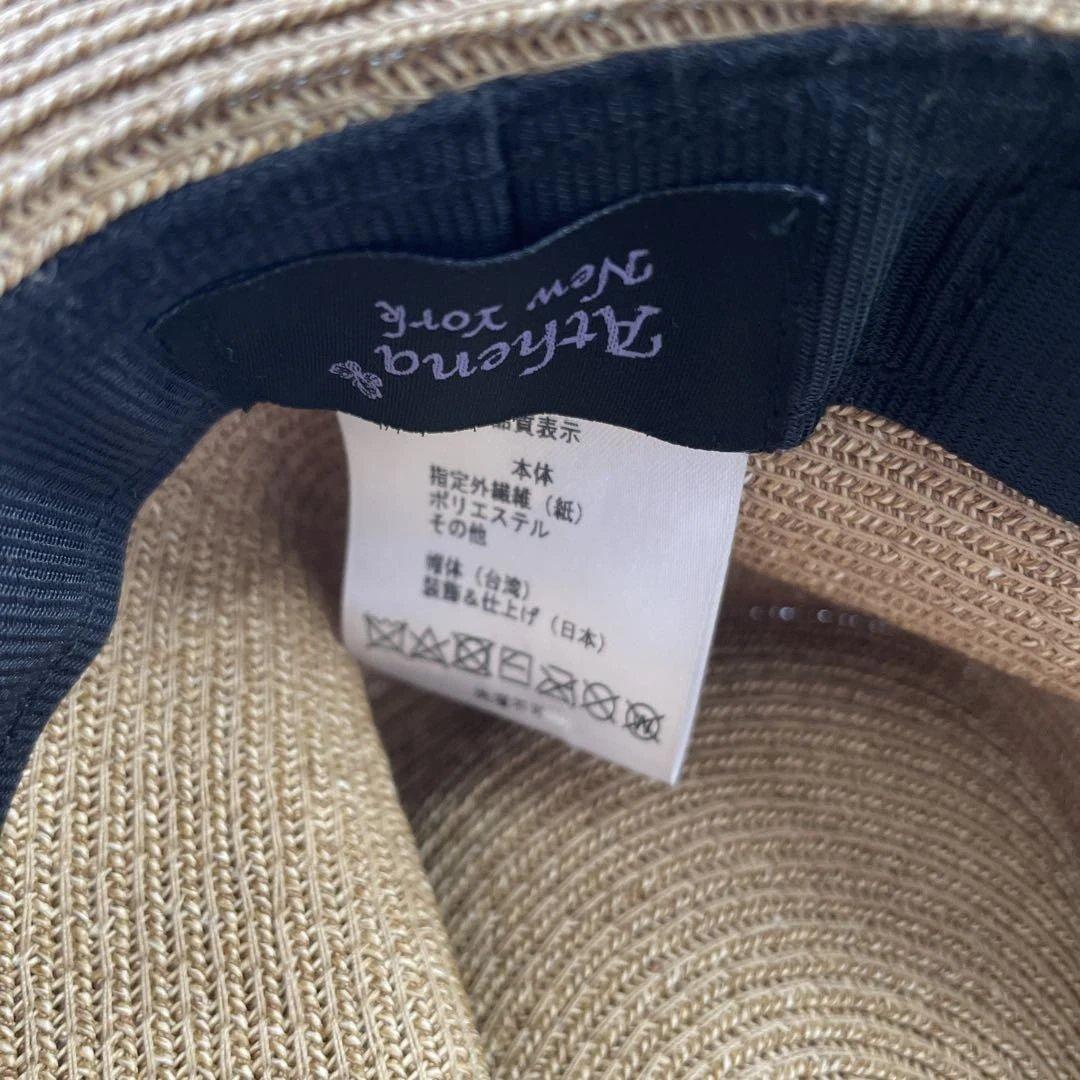 Athena
New York
品質表示
本体
指定外繊維（紙）
ポリエステル
その他
帽体（台湾）
装飾＆仕上げ（日本）